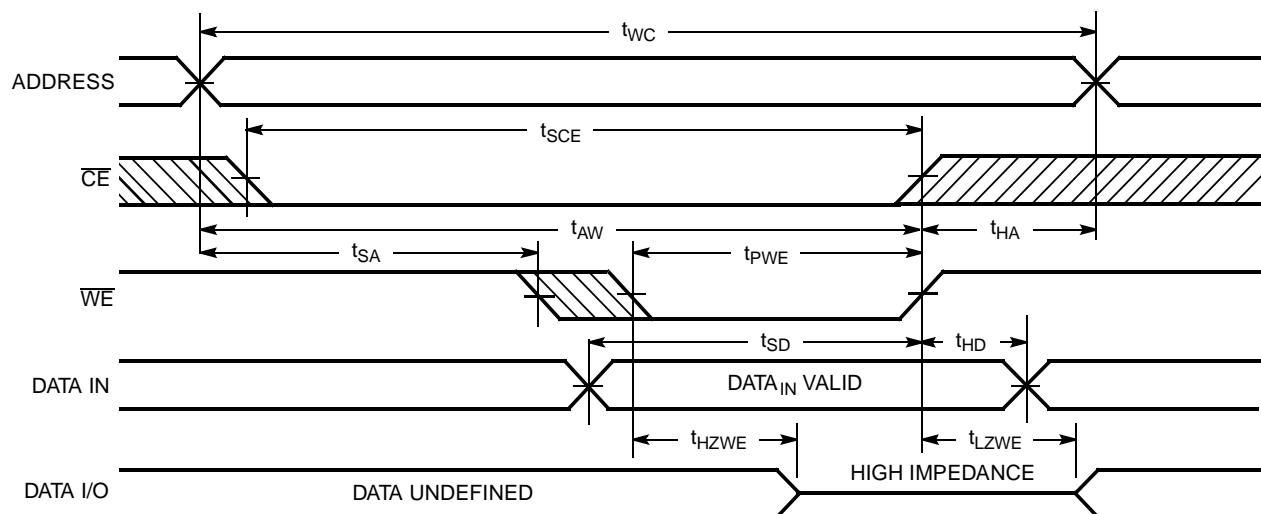 tWC
ADDRESS
tSCE
CE
tAW
tHA
tSA
tPWE
WE
tSD
tHD
DATA IN
DATAIN VALID
tHZWE
tLZWE
HIGH IMPEDANCE
DATA I/O
DATA UNDEFINED